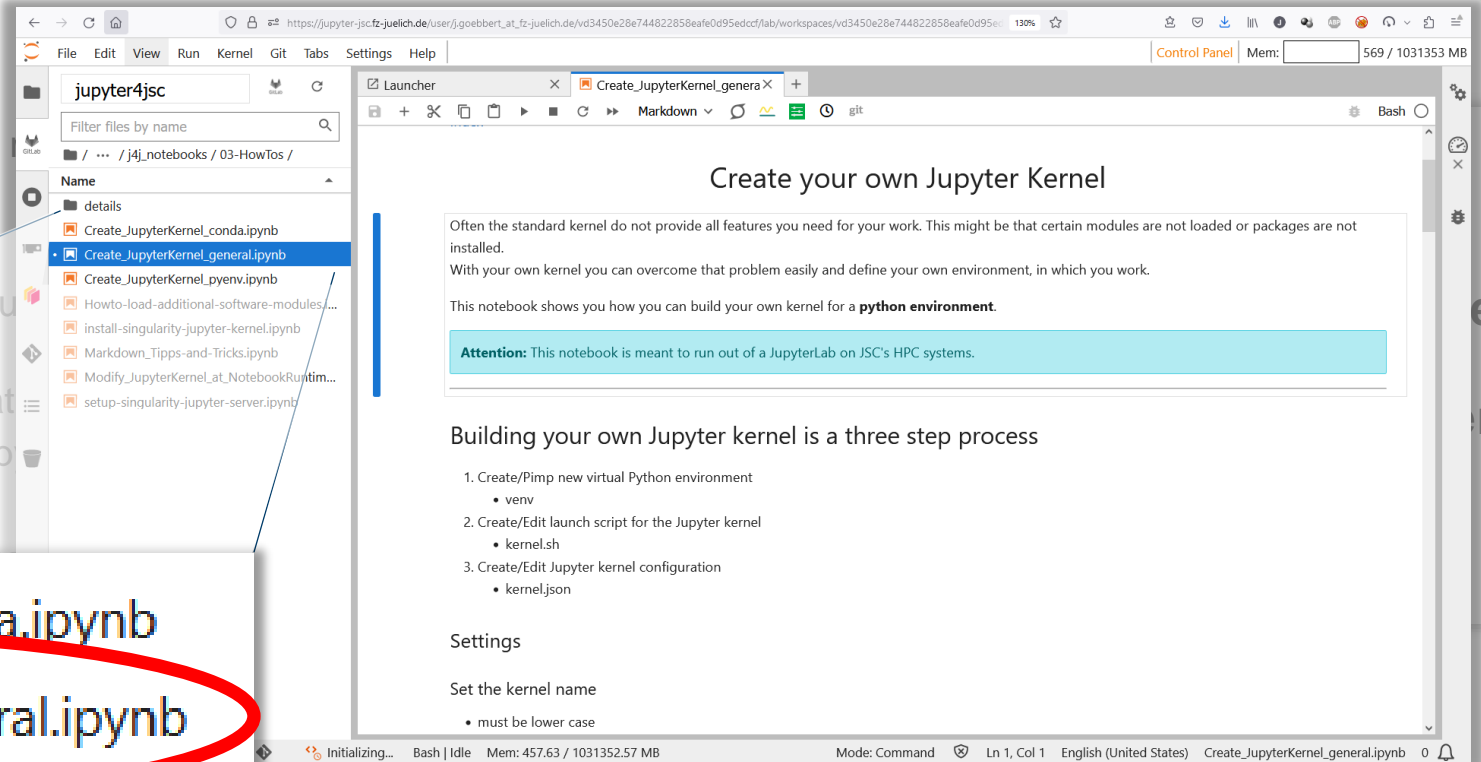 https://jupyter-jsc.fz-juelich.de/user/j.goebbert_at_fz-juelich.de/vd3450e28e744822858eafe0d95edccf/lab/workspaces/vd3450e28e744822858eafe0d95ed
130%
File Edit View Run Kernel Git Tabs Settings Help
Control Panel Mem: 569 / 1031353 MB
jupyter4jsc
GitLab
Filter files by name
/ ··· / j4j_notebooks / 03-HowTos /
Name
details
Create_JupyterKernel_conda.ipynb
Create_JupyterKernel_general.ipynb
Create_JupyterKernel_pyenv.ipynb
Howto-load-additional-software-modules.i...
install-singularity-jupyter-kernel.ipynb
Markdown_Tipps-and-Tricks.ipynb
Modify_JupyterKernel_at_NotebookRuntim...
setup-singularity-jupyter-server.ipynb
GitLab
Launcher
Create_JupyterKernel_genera
Markdown
git
Bash
Create your own Jupyter Kernel
Often the standard kernel do not provide all features you need for your work. This might be that certain modules are not loaded or packages are not
installed.
With your own kernel you can overcome that problem easily and define your own environment, in which you work.
This notebook shows you how you can build your own kernel for a python environment.
Attention: This notebook is meant to run out of a JupyterLab on JSC's HPC systems.
Building your own Jupyter kernel is a three step process
1. Create/Pimp new virtual Python environment
• venv
2. Create/Edit launch script for the Jupyter kernel
• kernel.sh
3. Create/Edit Jupyter kernel configuration
• kernel.json
Settings
Set the kernel name
• must be lower case
a.ipynb
ral.ipynb
Initializing... Bash | Idle Mem: 457.63 / 1031352.57 MB
Mode: Command Ln 1, Col 1 English (United States) Create_JupyterKernel_general.ipynb 0